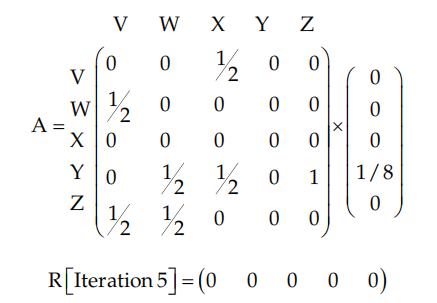 V W X Y Z
V 0 0 1/2 0 0 0
W 1/2 0 0 0 0 0
A = X 0 0 0 0 0 × 0
Y 0 1/2 1/2 0 1 1/8
Z 1/2 1/2 0 0 0 0
R[Iteration 5] = (0 0 0 0 0)